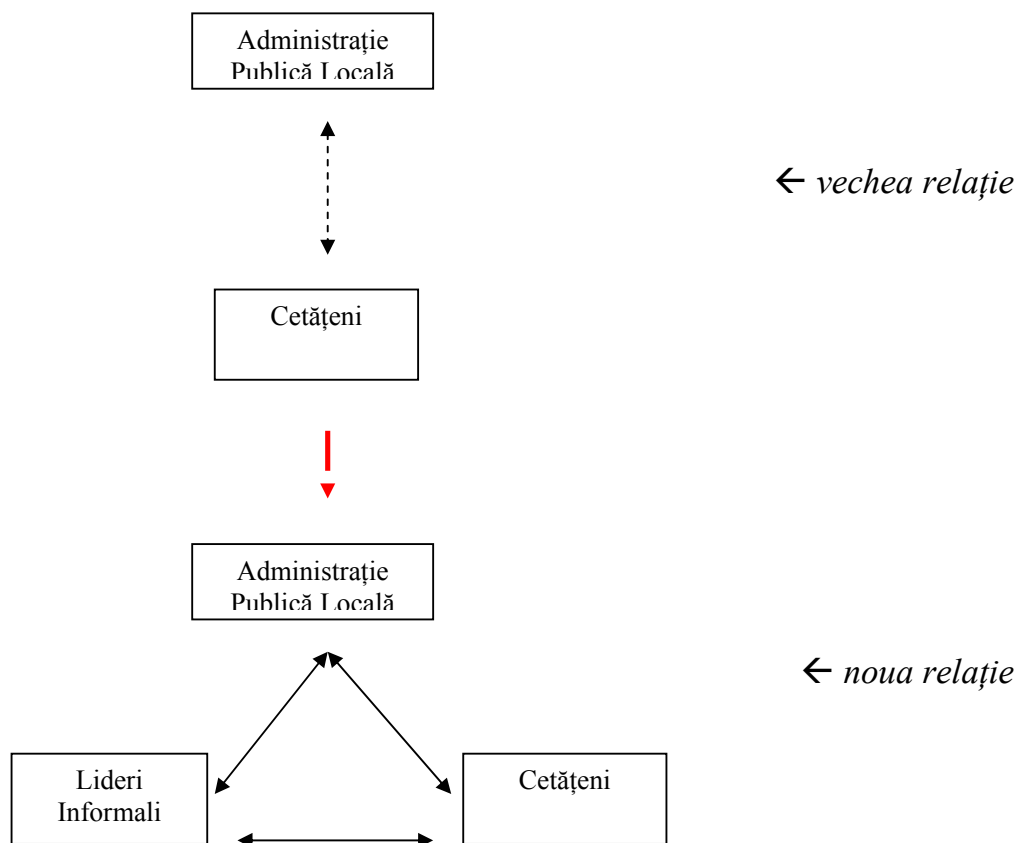 Administrație
Publică Locală
← vechea relație
Cetățeni
Administrație
Publică Locală
← noua relație
Lideri
Informali
Cetățeni